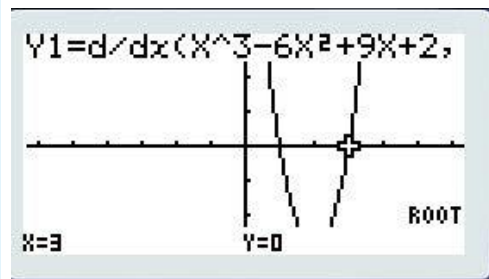 Y1=d/dx(X^3-6X²+9X+2,
ROOT
X=3 Y=0